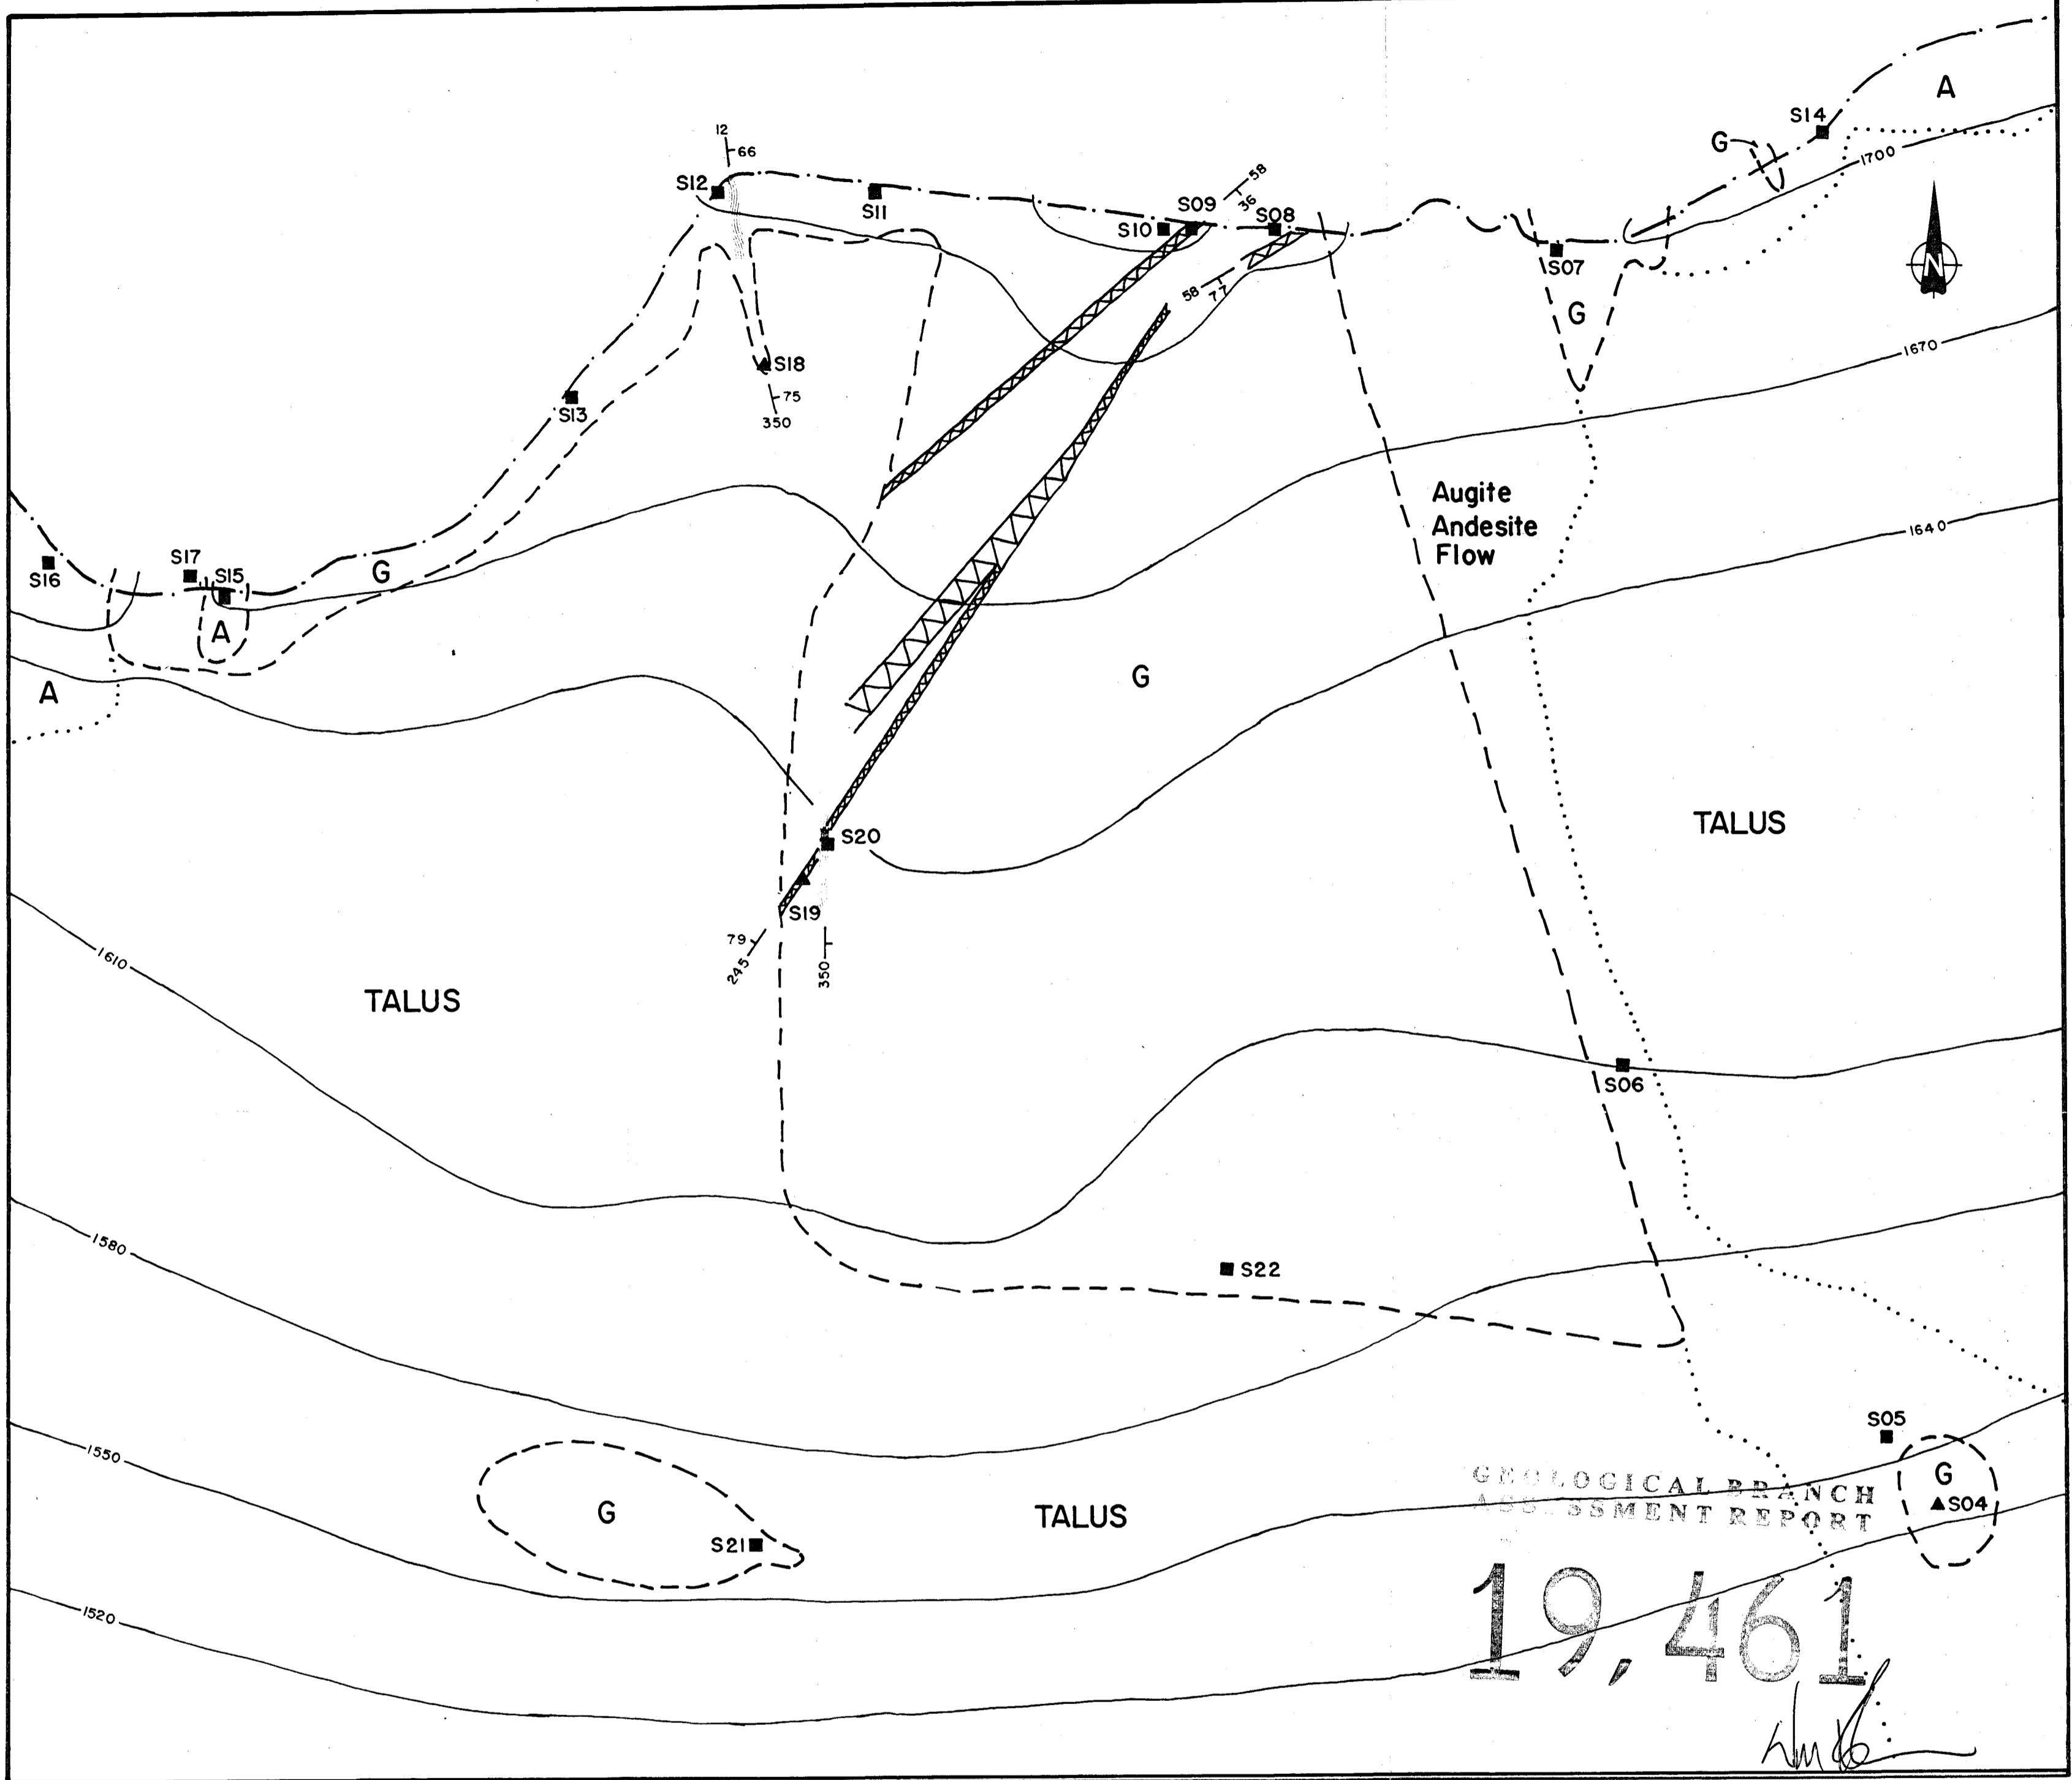 A
S14
G
1700
12
66
S12
S11
58
36
S09
S10
S08
N
S07
58
77
G
S18
75
350
1670
S13
Augite
Andesite
Flow
1640
S17
S15
S16
G
A
A
G
TALUS
S20
S19
79
245
350
1610
TALUS
S06
1580
S22
S05
1550
G
S04
GEOLOGICAL BRANCH
ASSESSMENT REPORT
G
TALUS
S21
19,461
1520